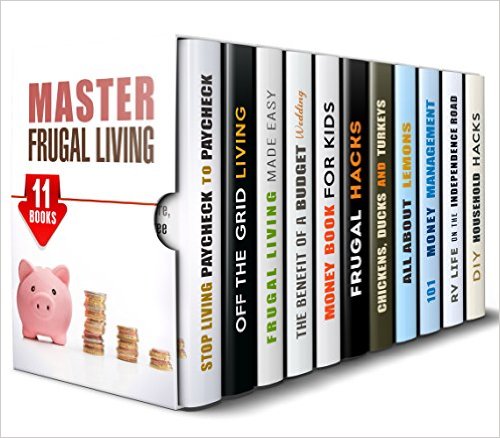 MASTER
FRUGAL LIVING
11
BOOKS
re,
ee
STOP LIVING PAYCHECK TO PAYCHECK
OFF THE GRID LIVING
FRUGAL LIVING MADE EASY
THE BENEFIT OF A BUDGET Wedding
MONEY BOOK FOR KIDS
FRUGAL HACKS
CHICKENS, DUCKS AND TURKEYS
ALL ABOUT LEMONS
101 MONEY MANAGEMENT
RV LIFE ON THE INDEPENDENCE ROAD
DIY HOUSEHOLD HACKS